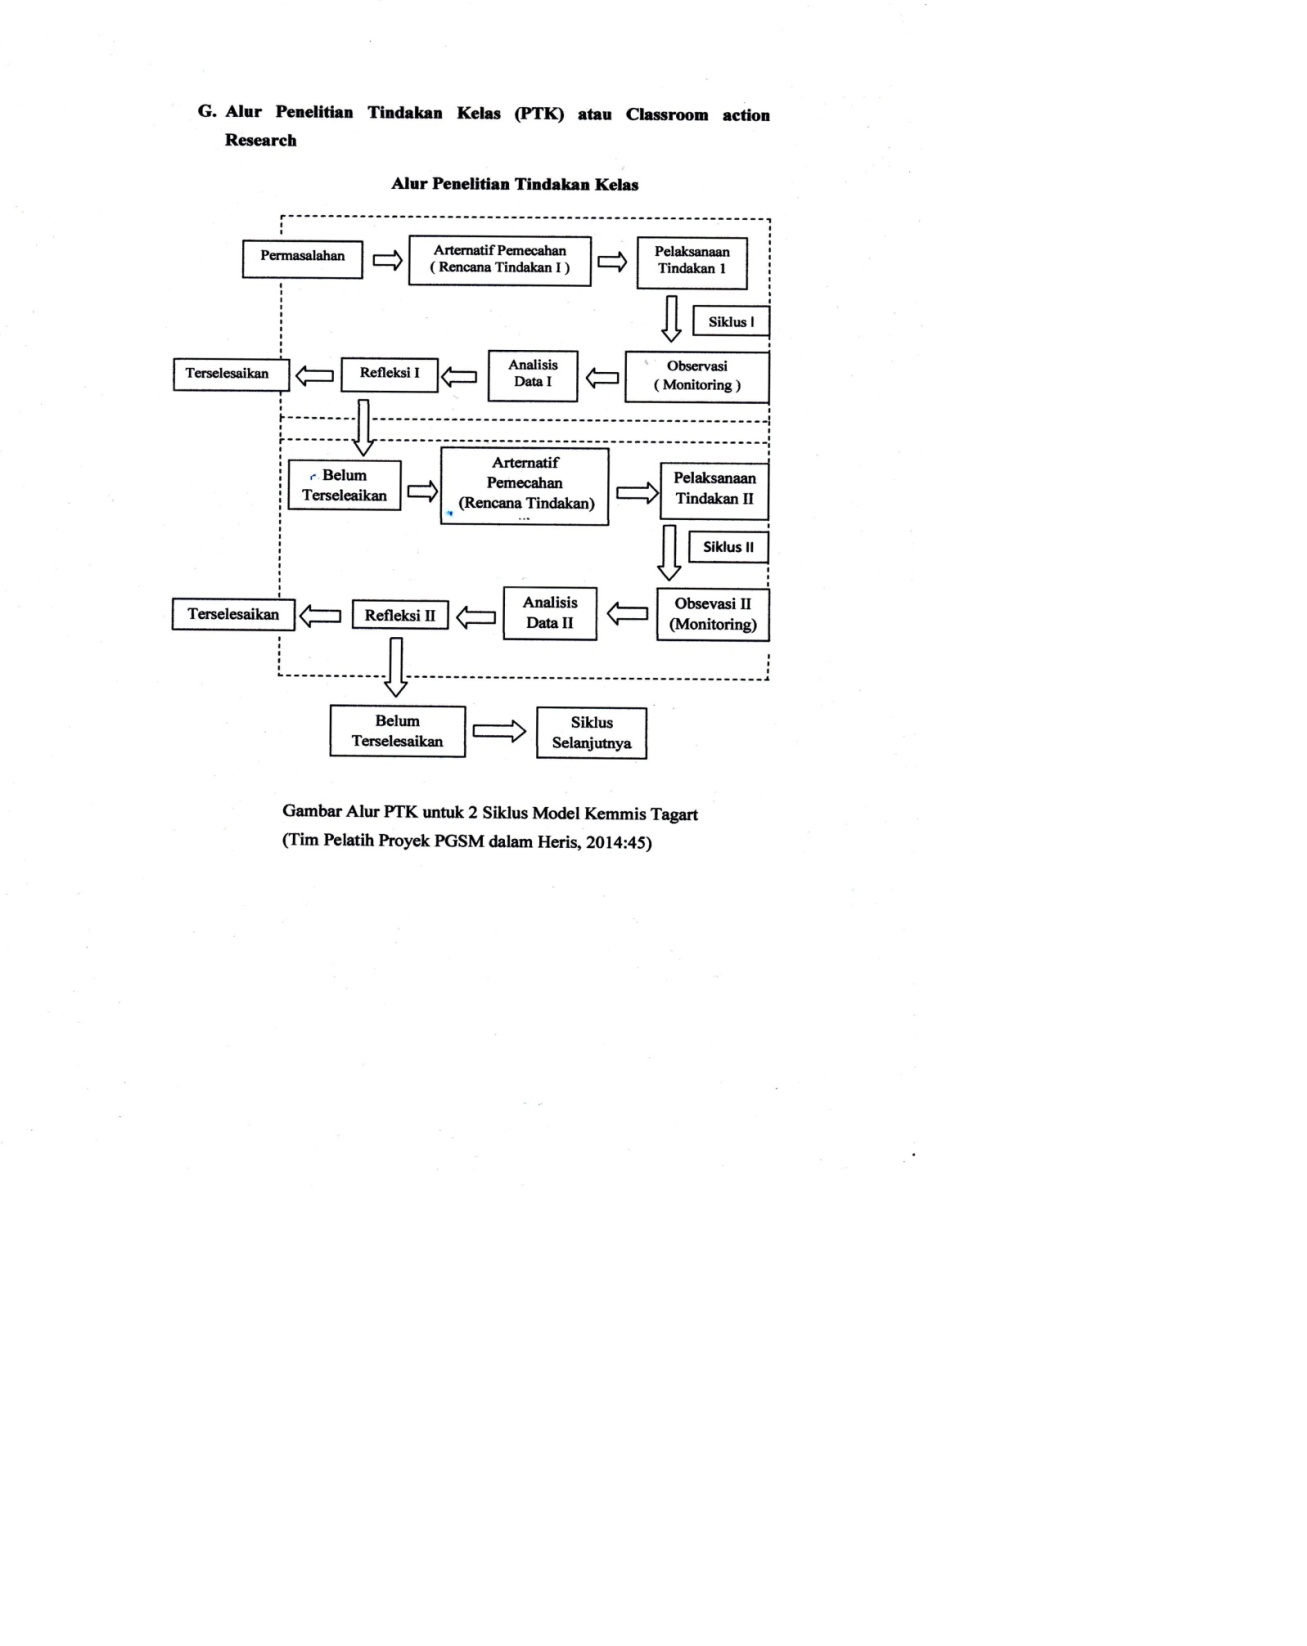 G. Alur Penelitian Tindakan Kelas (PTK) atau Classroom action
Research
Alur Penelitian Tindakan Kelas
Permasalahan
Arternatif Pemecahan
( Rencana Tindakan I )
Pelaksanaan
Tindakan 1
Siklus I
Terselesaikan
Refleksi I
Analisis
Data I
Observasi
( Monitoring )
Belum
Terseleaikan
Arternatif
Pemecahan
(Rencana Tindakan)
...
Pelaksanaan
Tindakan II
Siklus II
Terselesaikan
Refleksi II
Analisis
Data II
Obsevasi II
(Monitoring)
Belum
Terselesaikan
Siklus
Selanjutnya
Gambar Alur PTK untuk 2 Siklus Model Kemmis Tagart
(Tim Pelatih Proyek PGSM dalam Heris, 2014:45)